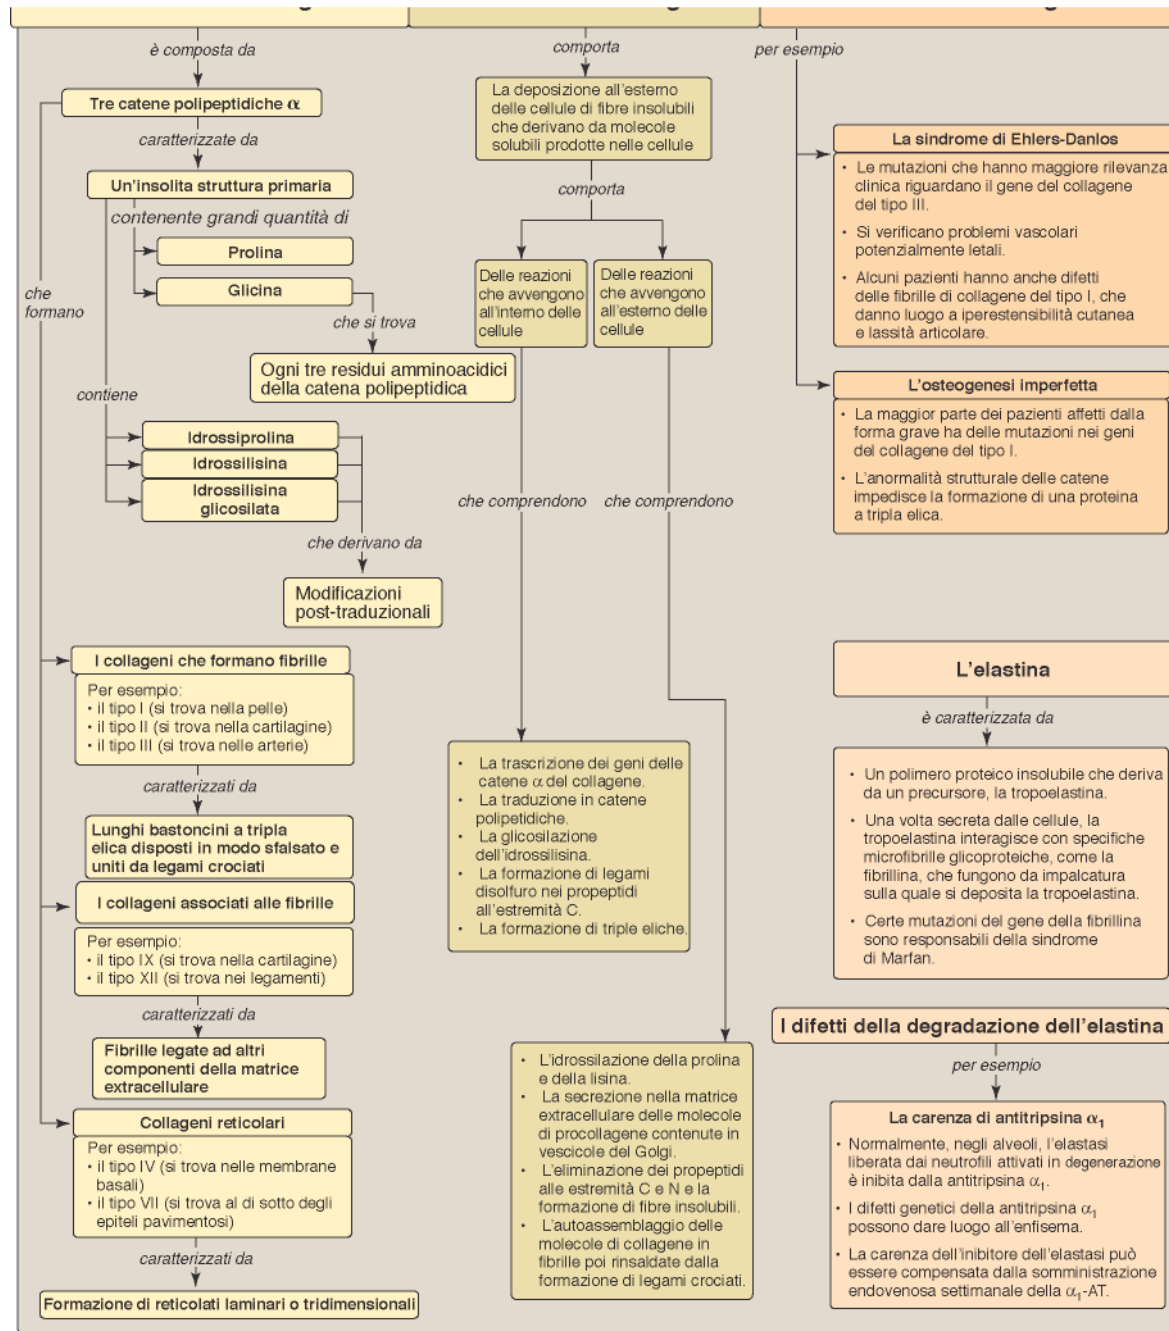 è composta da
Tre catene polipeptidiche α
caratterizzate da
Un'insolita struttura primaria
contenente grandi quantità di
Prolina
Glicina
che
formano
che si trova
Ogni tre residui amminoacidici
della catena polipeptidica
contiene
Idrossiprolina
Idrossilisina
Idrossilisina
glicosilata
che derivano da
Modificazioni
post-traduzionali
I collageni che formano fibrille
Per esempio:
• il tipo I (si trova nella pelle)
• il tipo II (si trova nella cartilagine)
• il tipo III (si trova nelle arterie)
caratterizzati da
Lunghi bastoncini a tripla
elica disposti in modo sfalsato e
uniti da legami crociati
I collageni associati alle fibrille
Per esempio:
• il tipo IX (si trova nella cartilagine)
• il tipo XII (si trova nei legamenti)
caratterizzati da
Fibrille legate ad altri
componenti della matrice
extracellulare
Collageni reticolari
Per esempio:
• il tipo IV (si trova nelle membrane
basali)
• il tipo VII (si trova al di sotto degli
epiteli pavimentosi)
caratterizzati da
Formazione di reticolati laminari o tridimensionali
comporta
La deposizione all'esterno
delle cellule di fibre insolubili
che derivano da molecole
solubili prodotte nelle cellule
comporta
Delle reazioni
che avvengono
all'interno delle
cellule
Delle reazioni
che avvengono
all'esterno delle
cellule
che comprendono
che comprendono
• La trascrizione dei geni delle
catene α del collagene.
• La traduzione in catene
polipetidiche.
• La glicosilazione
dell'idrossilisina.
• La formazione di legami
disolfuro nei propeptidi
all'estremità C.
• La formazione di triple eliche.
• L'idrossilazione della prolina
e della lisina.
• La secrezione nella matrice
extracellulare delle molecole
di procollagene contenute in
vescicole del Golgi.
• L'eliminazione dei propeptidi
alle estremità C e N e la
formazione di fibre insolubili.
• L'autoassemblaggio delle
molecole di collagene in
fibrille poi rinsaldate dalla
formazione di legami crociati.
per esempio
La sindrome di Ehlers-Danlos
• Le mutazioni che hanno maggiore rilevanza
clinica riguardano il gene del collagene
del tipo III.
• Si verificano problemi vascolari
potenzialmente letali.
• Alcuni pazienti hanno anche difetti
delle fibrille di collagene del tipo I, che
danno luogo a iperestensibilità cutanea
e lassità articolare.
L'osteogenesi imperfetta
• La maggior parte dei pazienti affetti dalla
forma grave ha delle mutazioni nei geni
del collagene del tipo I.
• L'anormalità strutturale delle catene
impedisce la formazione di una proteina
a tripla elica.
L'elastina
è caratterizzata da
• Un polimero proteico insolubile che deriva
da un precursore, la tropoelastina.
• Una volta secreta dalle cellule, la
tropoelastina interagisce con specifiche
microfibrille glicoproteiche, come la
fibrillina, che fungono da impalcatura
sulla quale si deposita la tropoelastina.
• Certe mutazioni del gene della fibrillina
sono responsabili della sindrome
di Marfan.
I difetti della degradazione dell'elastina
per esempio
La carenza di antitripsina α₁
• Normalmente, negli alveoli, l'elastasi
liberata dai neutrofili attivati in degenerazione
è inibita dalla antitripsina α₁.
• I difetti genetici della antitripsina α₁
possono dare luogo all'enfisema.
• La carenza dell'inibitore dell'elastasi può
essere compensata dalla somministrazione
endovenosa settimanale della α₁-AT.